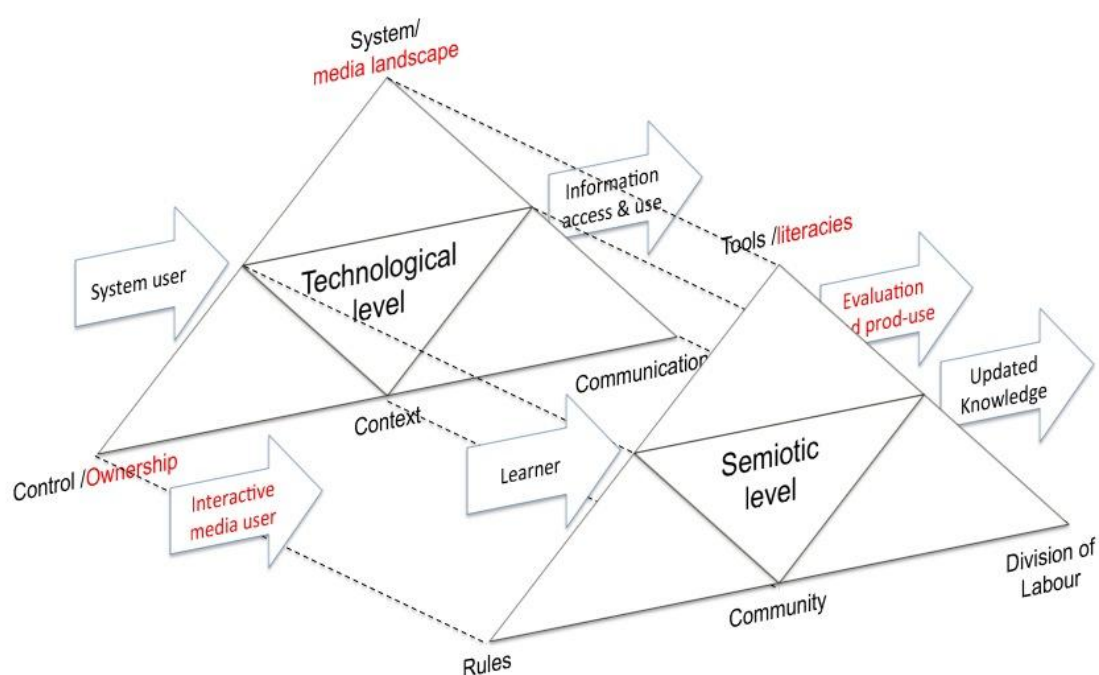 System/
media landscape
Information
access & use
Tools /literacies
System user
Technological
level
Evaluation
prod-use
Updated
Knowledge
Communication
Context
Learner
Semiotic
level
Control /Ownership
Interactive
media user
Division of
Labour
Community
Rules